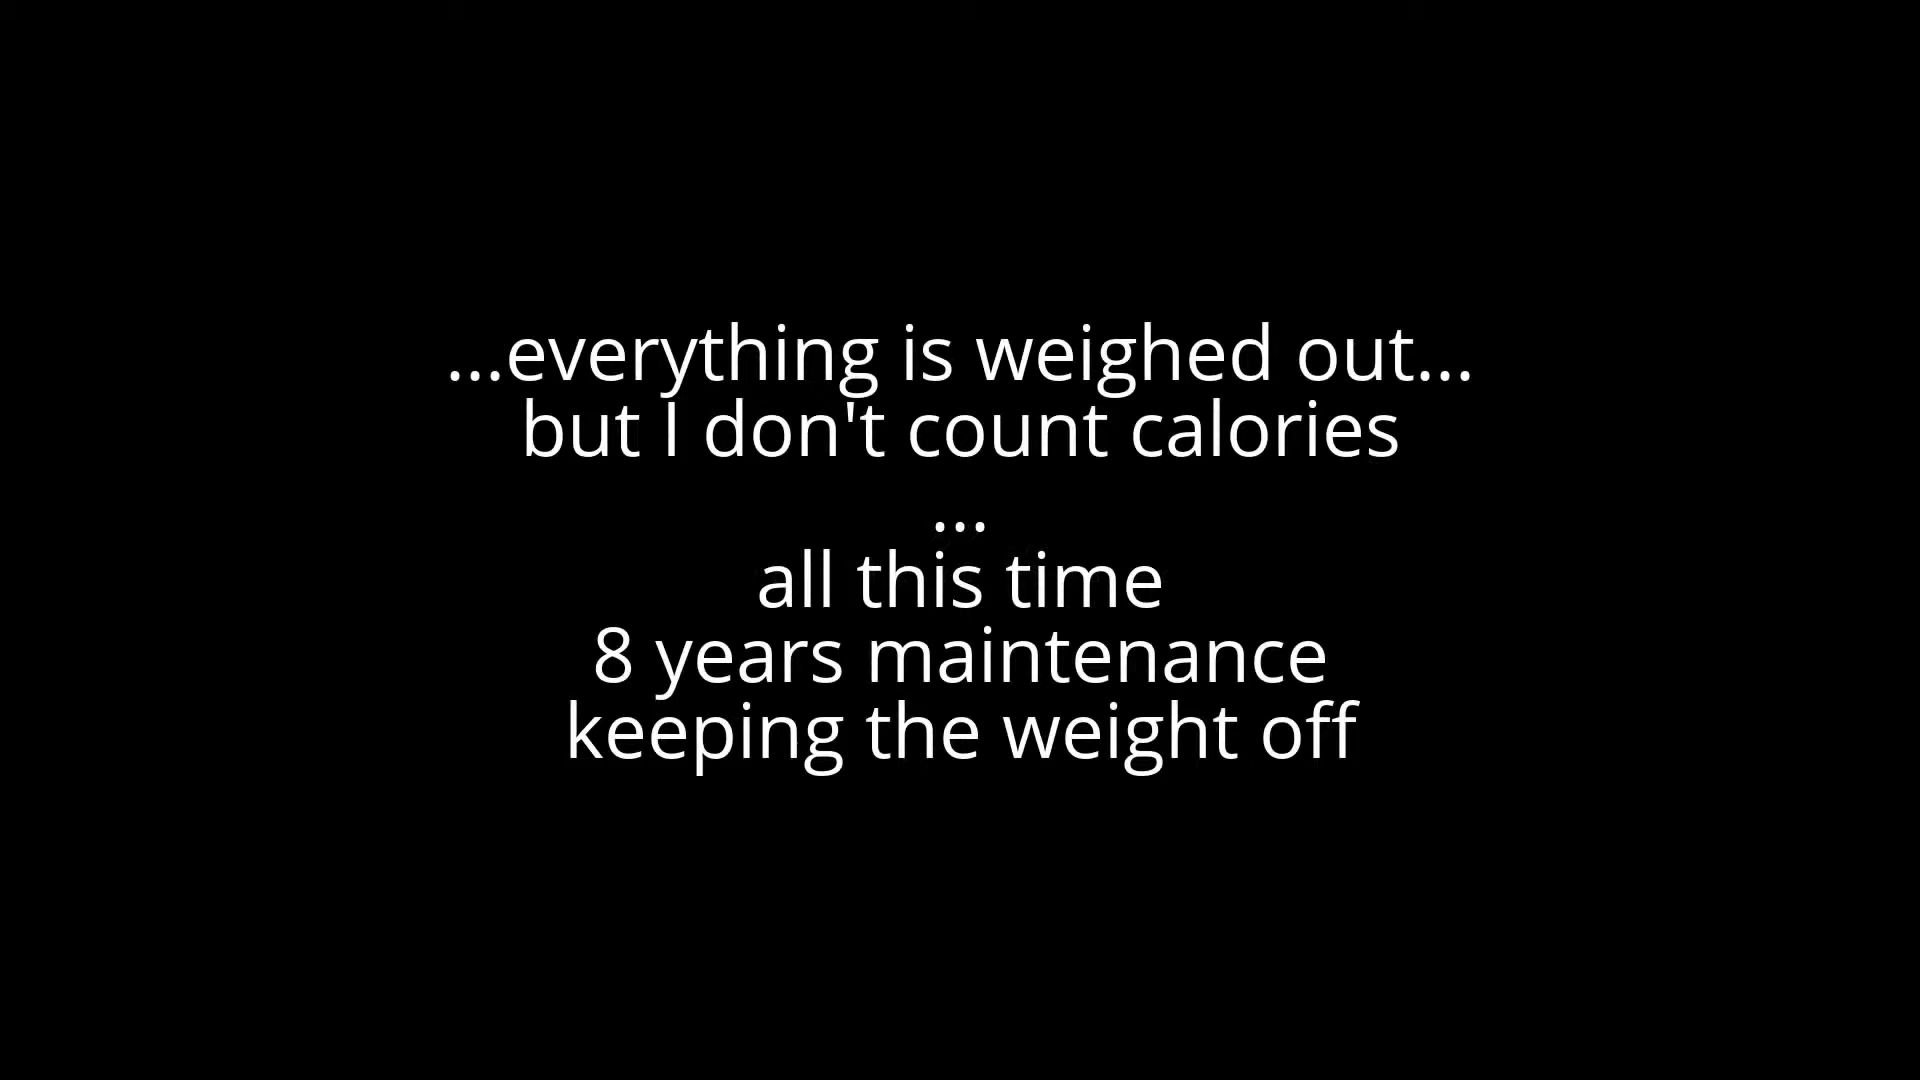 ...everything is weighed out...
but I don't count calories
...
all this time
8 years maintenance
keeping the weight off